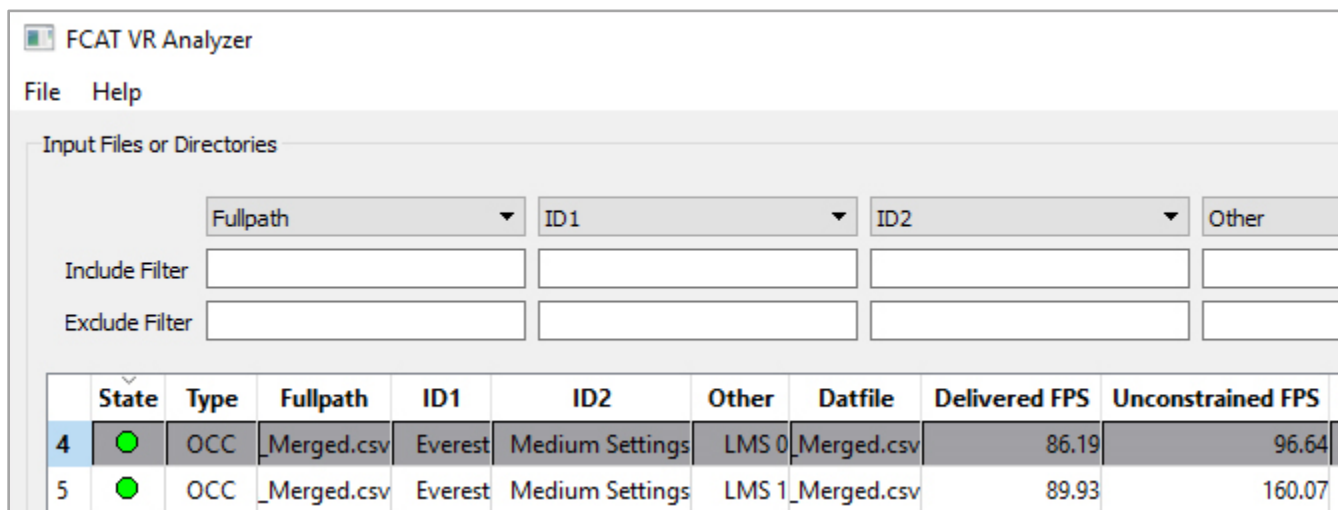 FCAT VR Analyzer
File Help
Input Files or Directories
Fullpath ID1 ID2 Other
Include Filter
Exclude Filter
State Type Fullpath ID1 ID2 Other Datfile Delivered FPS Unconstrained FPS
4 OCC _Merged.csv Everest Medium Settings LMS 0 _Merged.csv 86.19 96.64
5 OCC _Merged.csv Everest Medium Settings LMS 1 _Merged.csv 89.93 160.07